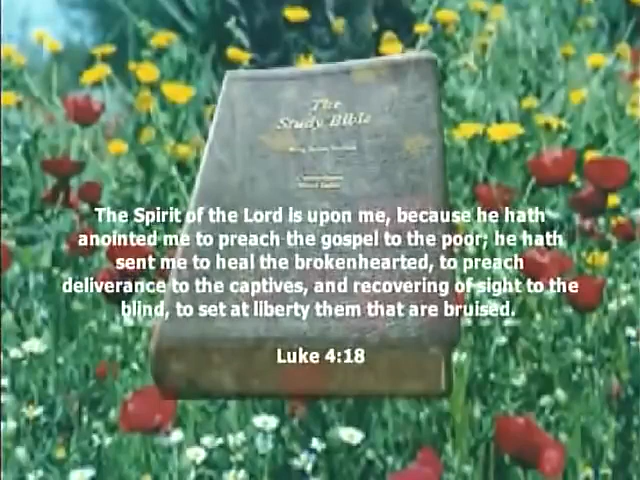 The
Study Bible
The Spirit of the Lord is upon me, because he hath
anointed me to preach the gospel to the poor; he hath
sent me to heal the brokenhearted, to preach
deliverance to the captives, and recovering of sight to the
blind, to set at liberty them that are bruised.
Luke 4:18